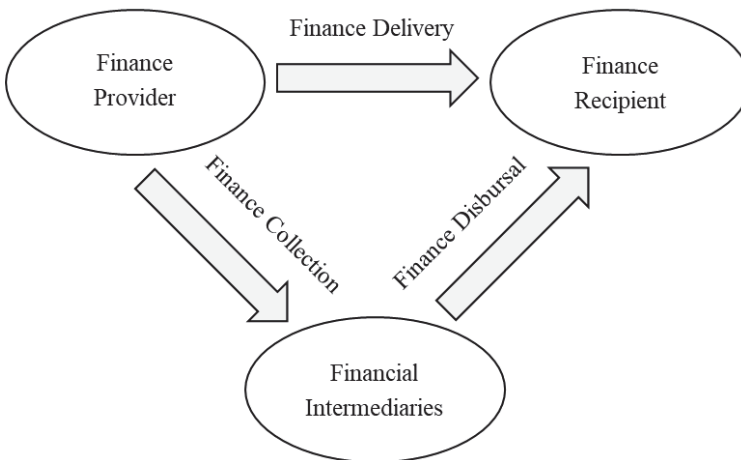 Finance Delivery
Finance
Provider
Finance
Recipient
Finance Collection
Finance Disbursal
Financial
Intermediaries